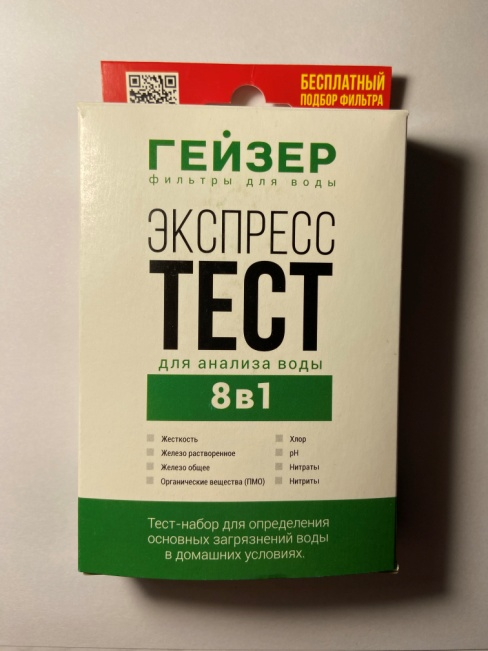 БЕСПЛАТНЫЙ
ПОДБОР ФИЛЬТРА
ГЕЙЗЕР
фильтры для воды
ЭКСПРЕСС
ТЕСТ
для анализа воды
8в1
Жесткость
Железо растворенное
Железо общее
Органические вещества (ПМО)
Хлор
pH
Нитраты
Нитриты
Тест-набор для определения
основных загрязнений воды
в домашних условиях.